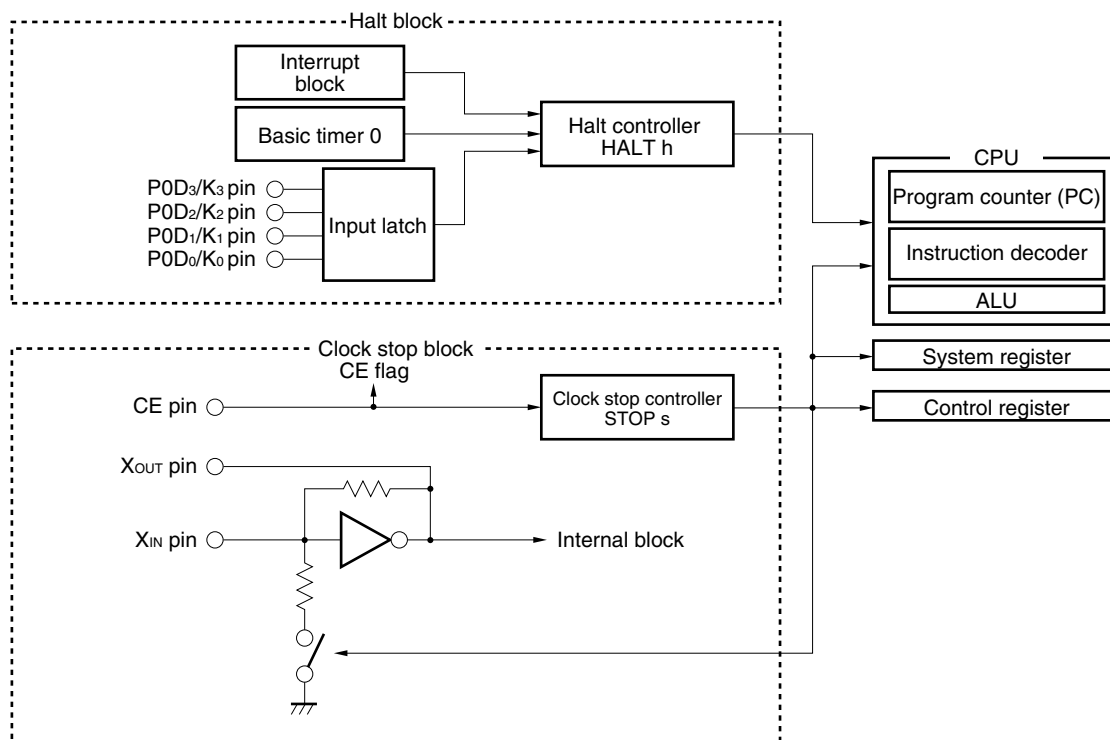 Halt block
Interrupt
block
Basic timer 0
Halt controller
HALT h
P0D3/K3 pin
P0D2/K2 pin
P0D1/K1 pin
P0D0/K0 pin
Input latch
CPU
Program counter (PC)
Instruction decoder
ALU
System register
Control register
Clock stop block
CE flag
CE pin
Clock stop controller
STOP s
XOUT pin
XIN pin
Internal block